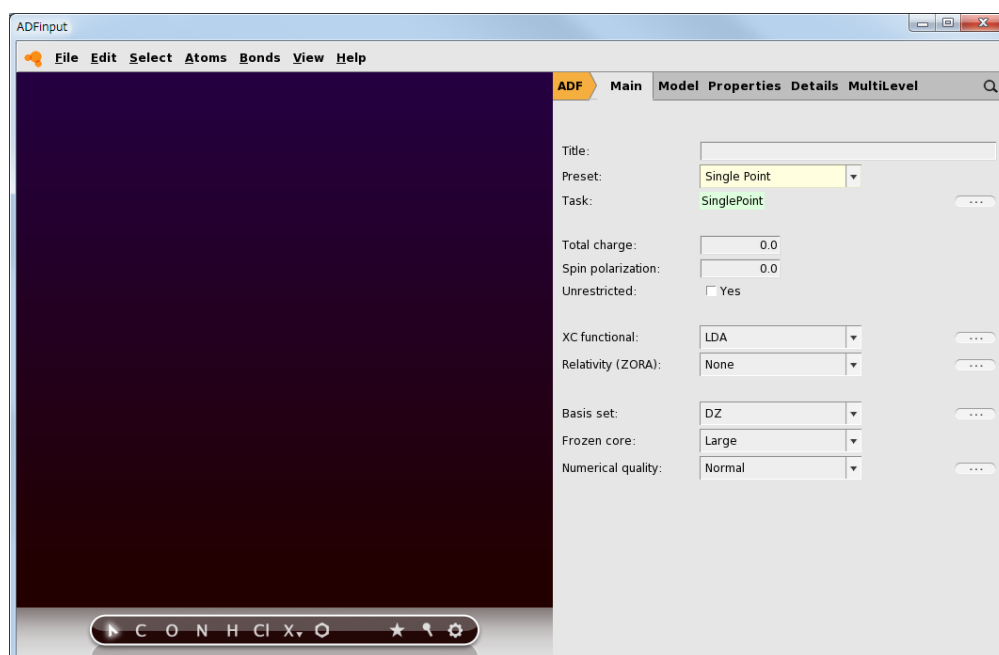 ADFinput
File Edit Select Atoms Bonds View Help
ADF Main Model Properties Details MultiLevel
Title:
Preset: Single Point
Task: SinglePoint ...
Total charge: 0.0
Spin polarization: 0.0
Unrestricted: Yes
XC functional: LDA ...
Relativity (ZORA): None ...
Basis set: DZ ...
Frozen core: Large
Numerical quality: Normal ...
C O N H Cl X